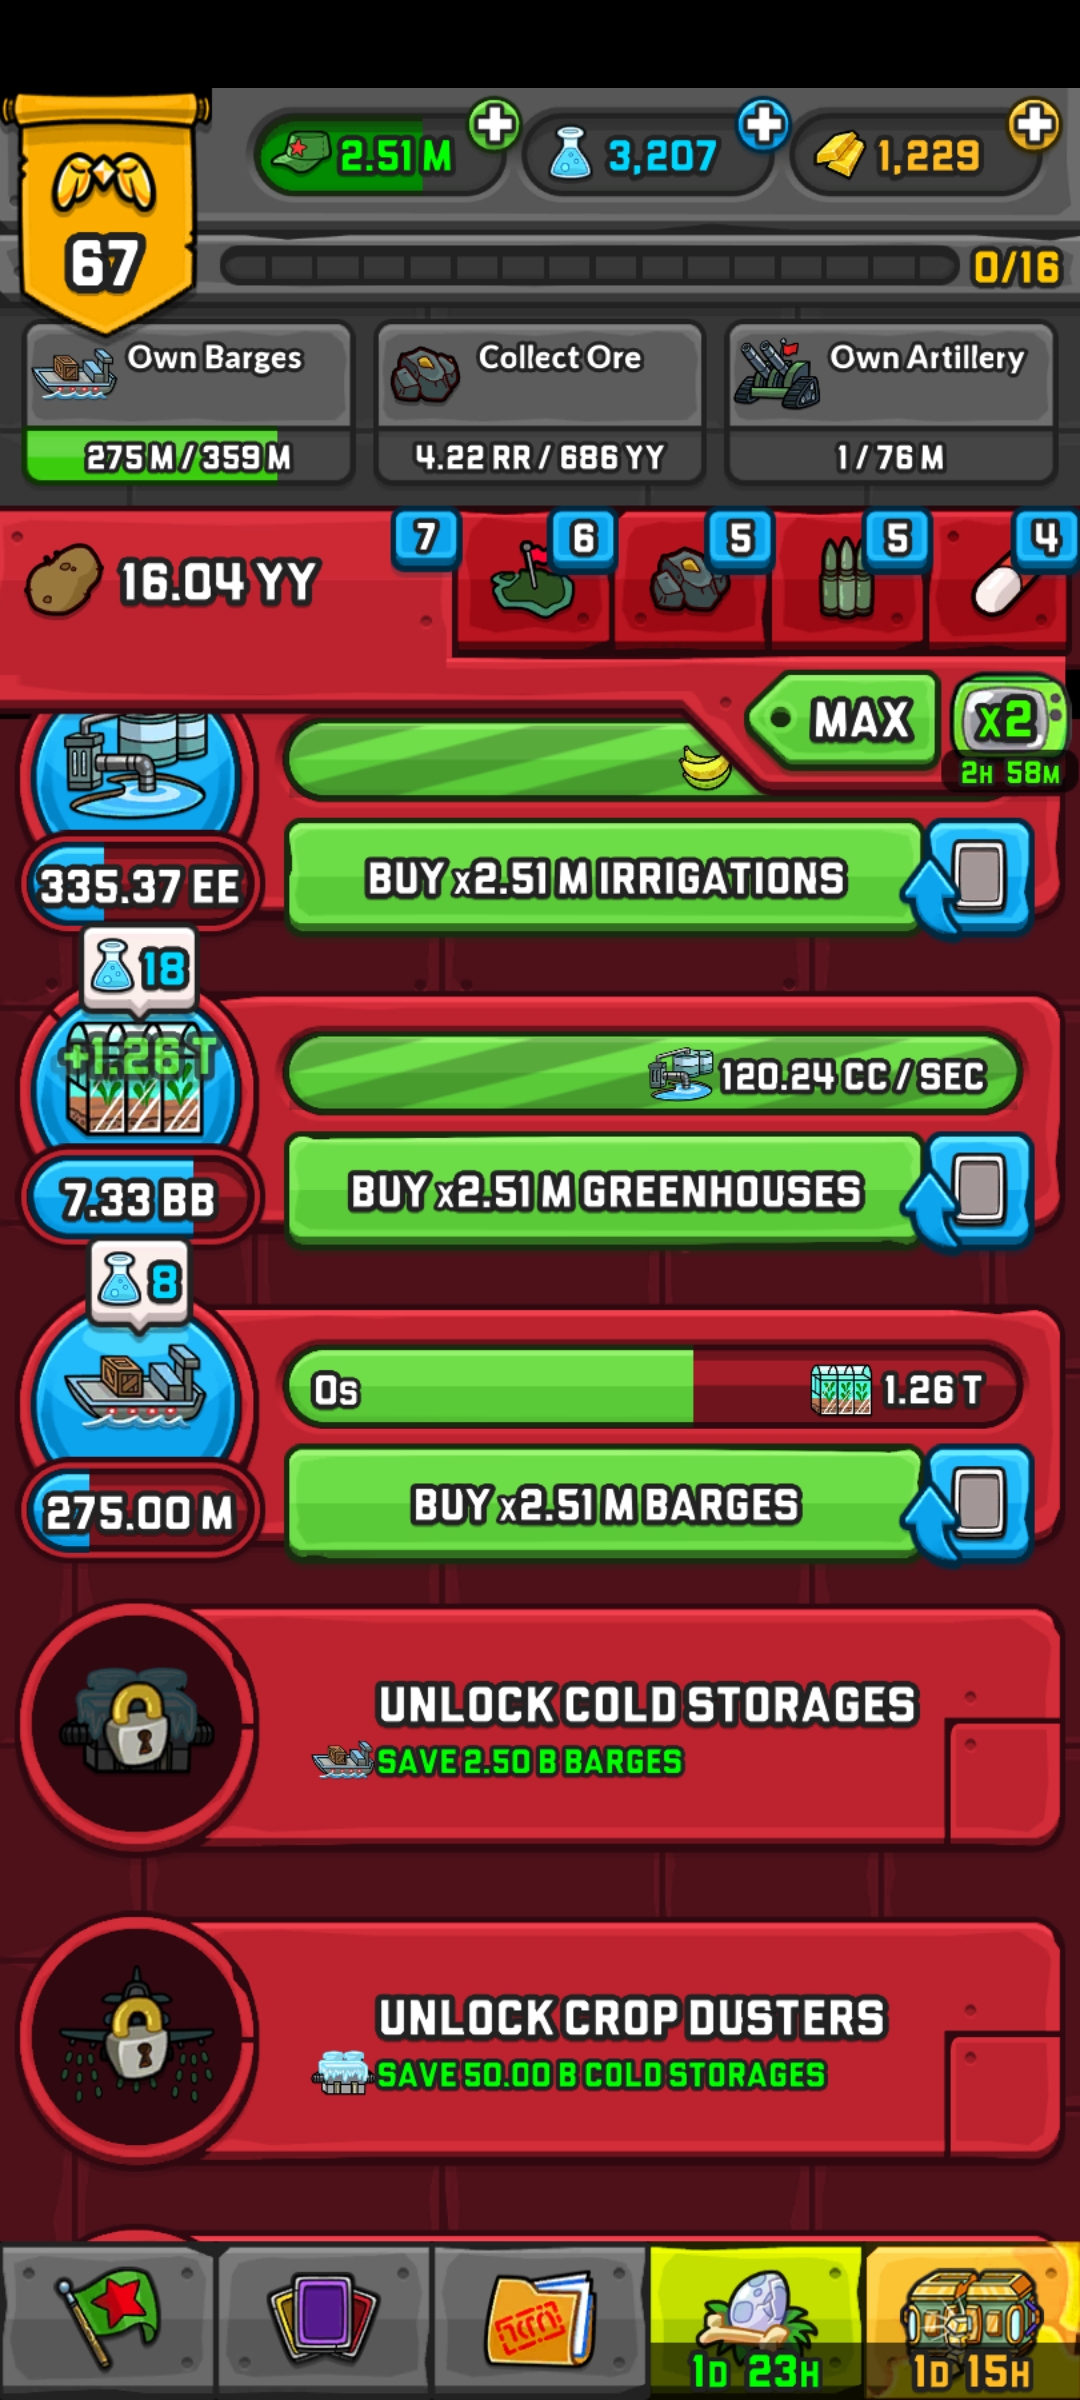 2.51 M
3,207
1,229
67
0/16
Own Barges
275 M / 359 M
Collect Ore
4.22 RR / 686 YY
Own Artillery
1 / 76 M
16.04 YY
7
6
5
5
4
MAX
x2
2H 58M
335.37 EE
BUY x2.51 M IRRIGATIONS
18
+1.26 T
120.24 CC / SEC
7.33 BB
BUY x2.51 M GREENHOUSES
8
0s
1.26 T
275.00 M
BUY x2.51 M BARGES
UNLOCK COLD STORAGES
SAVE 2.50 B BARGES
UNLOCK CROP DUSTERS
SAVE 50.00 B COLD STORAGES
1D 23H
1D 15H